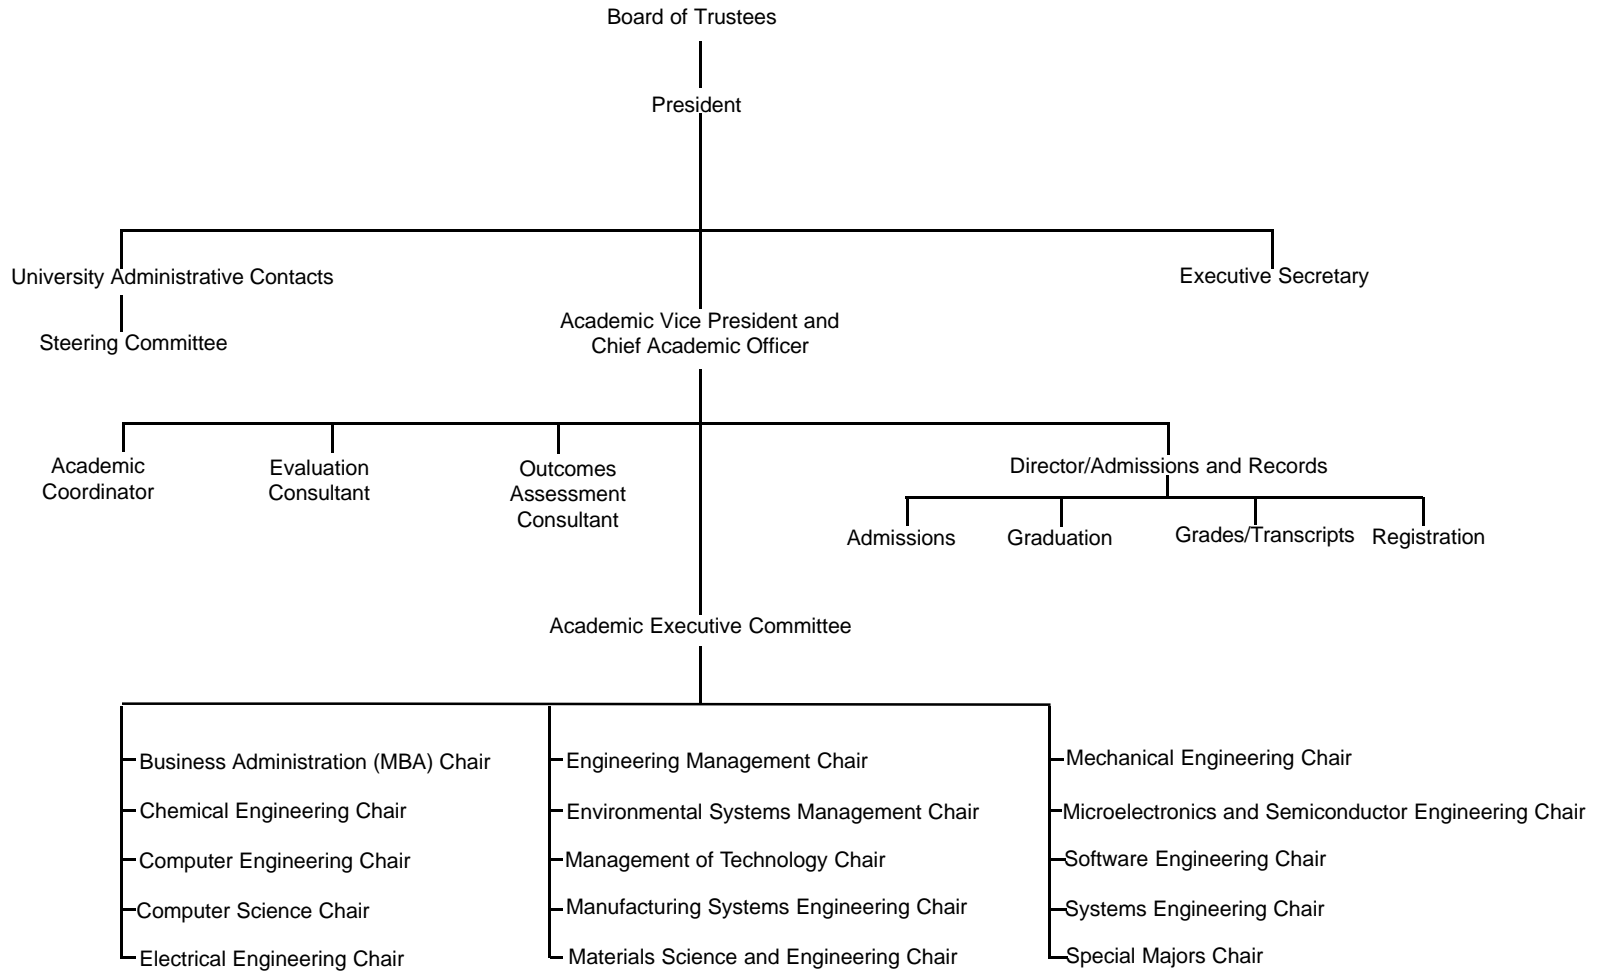 Board of Trustees
President
University Administrative Contacts
Executive Secretary
Steering Committee
Academic Vice President and
Chief Academic Officer
Academic
Coordinator
Evaluation
Consultant
Outcomes
Assessment
Consultant
Director/Admissions and Records
Admissions
Graduation
Grades/Transcripts
Registration
Academic Executive Committee
Business Administration (MBA) Chair
Chemical Engineering Chair
Computer Engineering Chair
Computer Science Chair
Electrical Engineering Chair
Engineering Management Chair
Environmental Systems Management Chair
Management of Technology Chair
Manufacturing Systems Engineering Chair
Materials Science and Engineering Chair
Mechanical Engineering Chair
Microelectronics and Semiconductor Engineering Chair
Software Engineering Chair
Systems Engineering Chair
Special Majors Chair